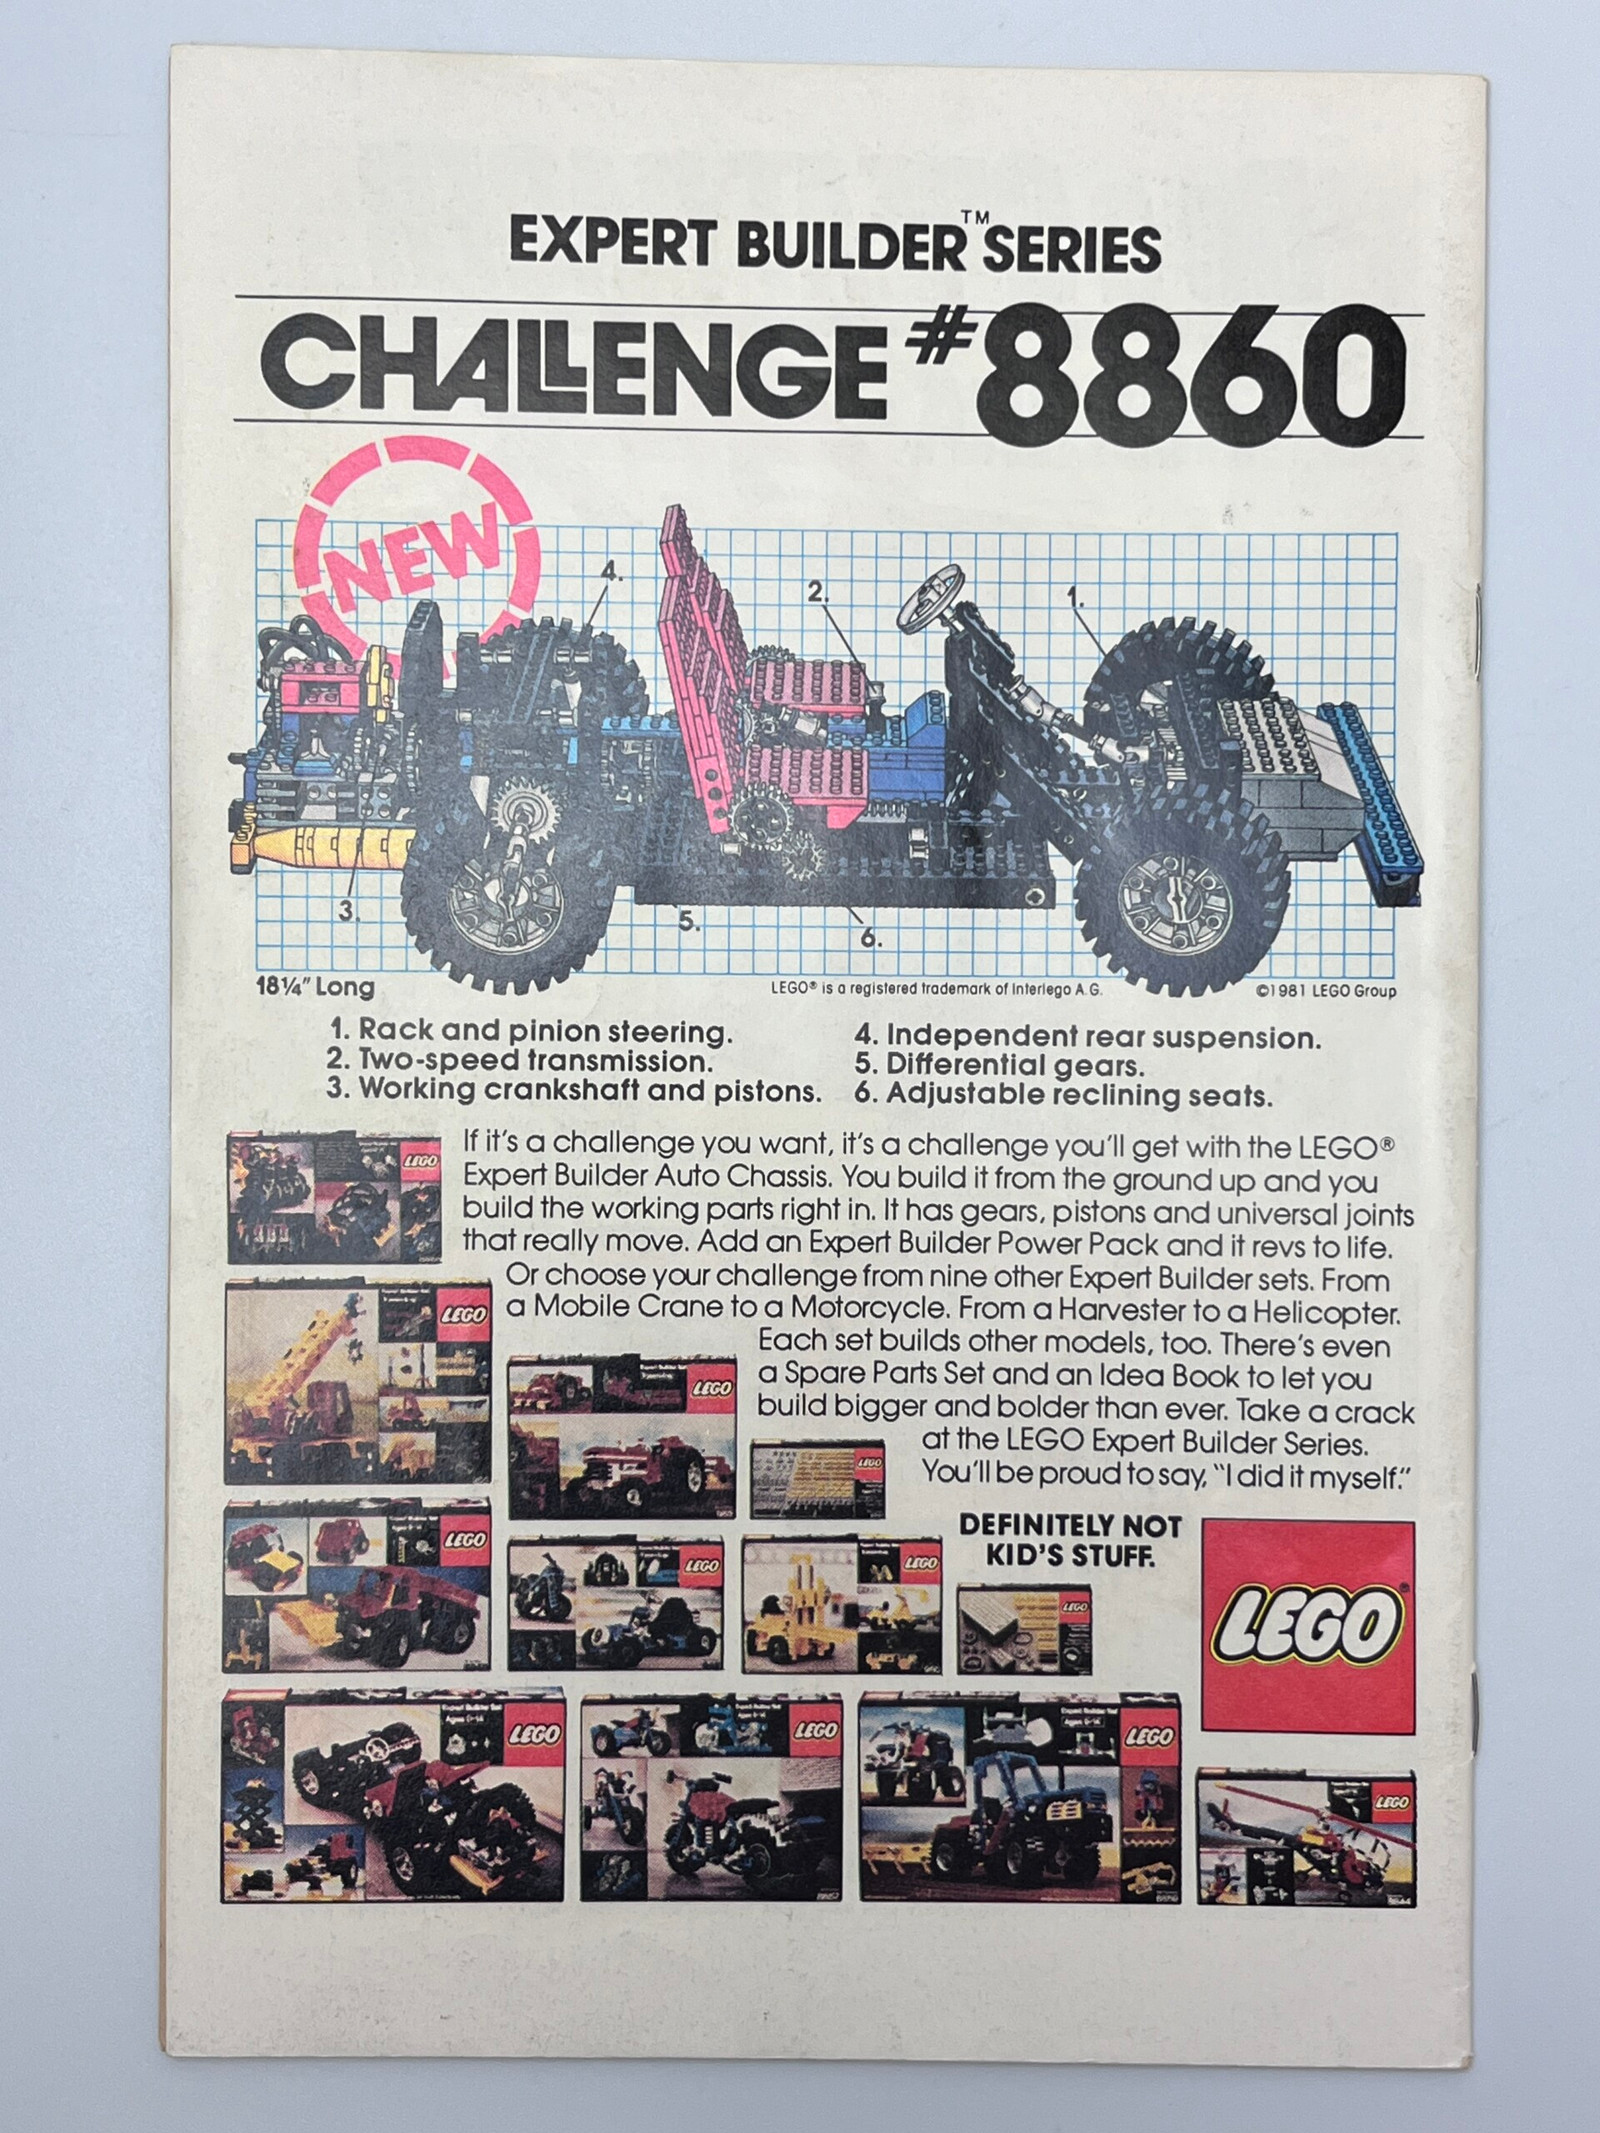 EXPERT BUILDER™ SERIES
CHALLENGE #8860
NEW
4.
2.
1.
3.
5.
6.
18¼" Long
LEGO® is a registered trademark of Interlego A.G.
©1981 LEGO Group
1. Rack and pinion steering.
2. Two-speed transmission.
3. Working crankshaft and pistons.
4. Independent rear suspension.
5. Differential gears.
6. Adjustable reclining seats.
If it's a challenge you want, it's a challenge you'll get with the LEGO®
Expert Builder Auto Chassis. You build it from the ground up and you
build the working parts right in. It has gears, pistons and universal joints
that really move. Add an Expert Builder Power Pack and it revs to life.
Or choose your challenge from nine other Expert Builder sets. From
a Mobile Crane to a Motorcycle. From a Harvester to a Helicopter.
Each set builds other models, too. There's even
a Spare Parts Set and an Idea Book to let you
build bigger and bolder than ever. Take a crack
at the LEGO Expert Builder Series.
You'll be proud to say, "I did it myself."
DEFINITELY NOT
KID'S STUFF.
LEGO®
LEGO
LEGO
LEGO
LEGO
LEGO
LEGO
LEGO
LEGO
LEGO
Expert Builder Set
LEGO
LEGO
Expert Builder Set
LEGO
LEGO